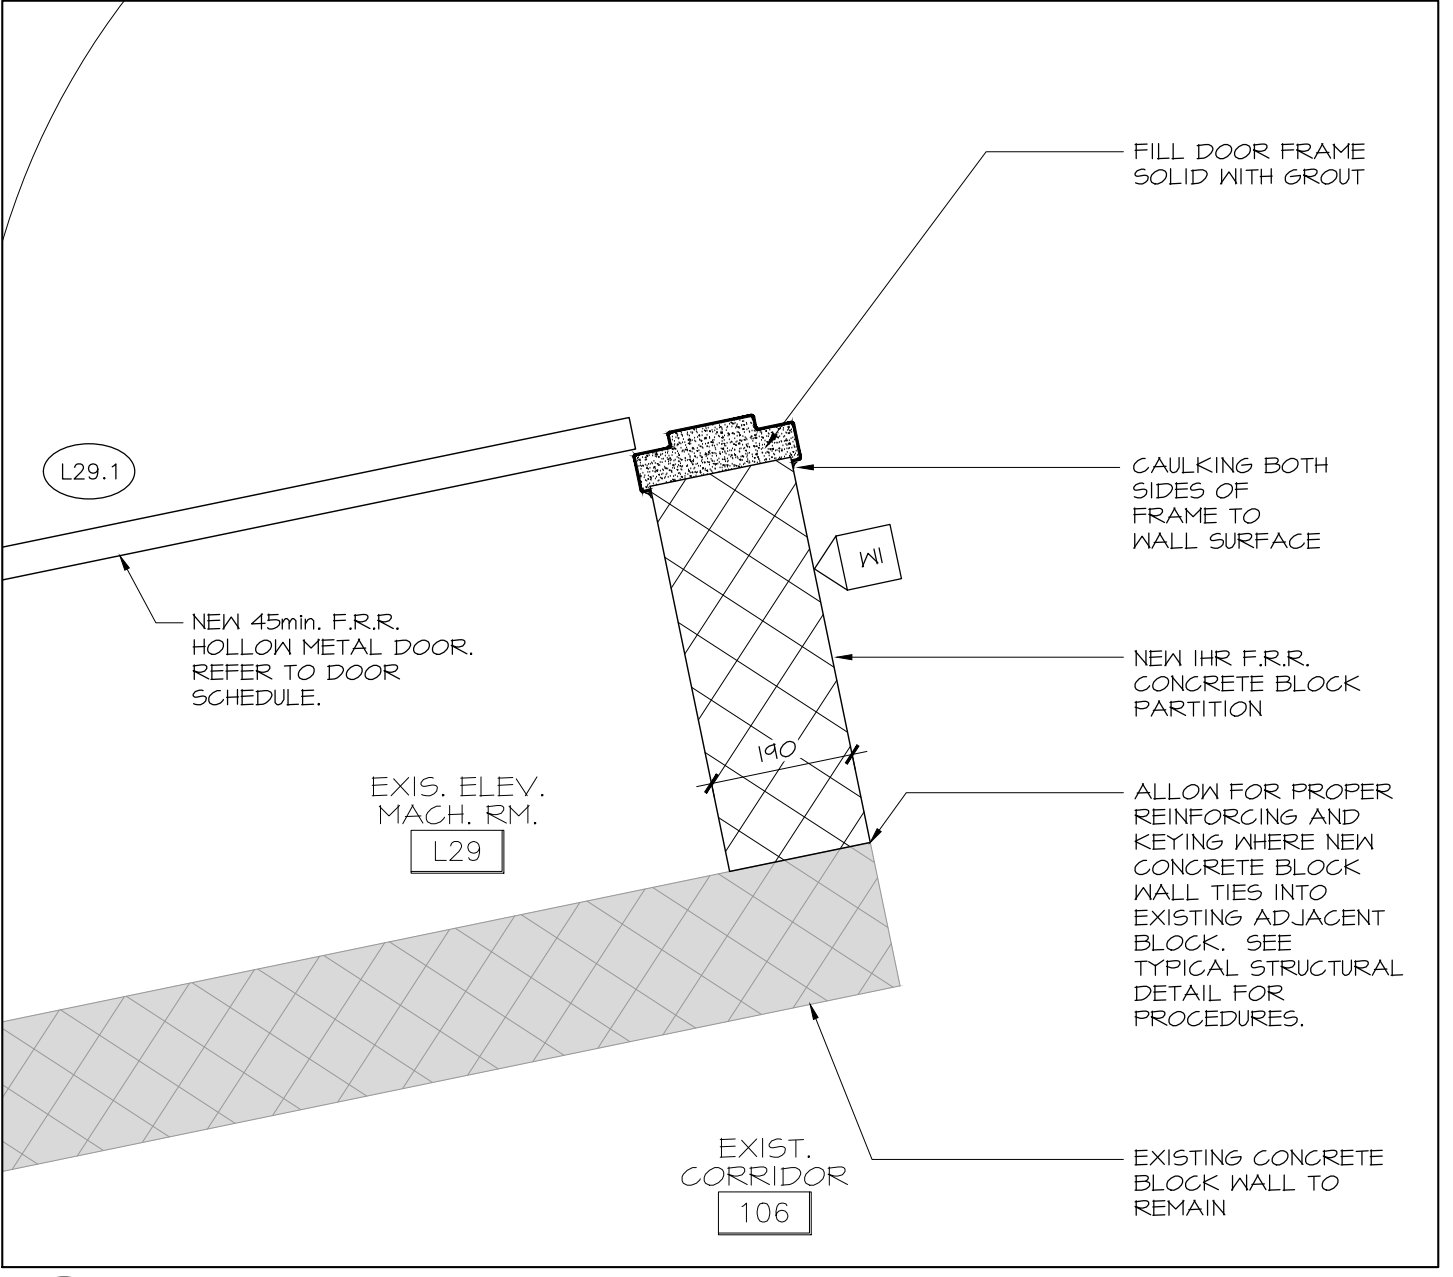 FILL DOOR FRAME
SOLID WITH GROUT
L29.1
CAULKING BOTH
SIDES OF
FRAME TO
WALL SURFACE
W1
NEW 45min. F.R.R.
HOLLOW METAL DOOR.
REFER TO DOOR
SCHEDULE.
NEW 1HR F.R.R.
CONCRETE BLOCK
PARTITION
190
EXIS. ELEV.
MACH. RM.
L29
ALLOW FOR PROPER
REINFORCING AND
KEYING WHERE NEW
CONCRETE BLOCK
WALL TIES INTO
EXISTING ADJACENT
BLOCK. SEE
TYPICAL STRUCTURAL
DETAIL FOR
PROCEDURES.
EXIST.
CORRIDOR
106
EXISTING CONCRETE
BLOCK WALL TO
REMAIN